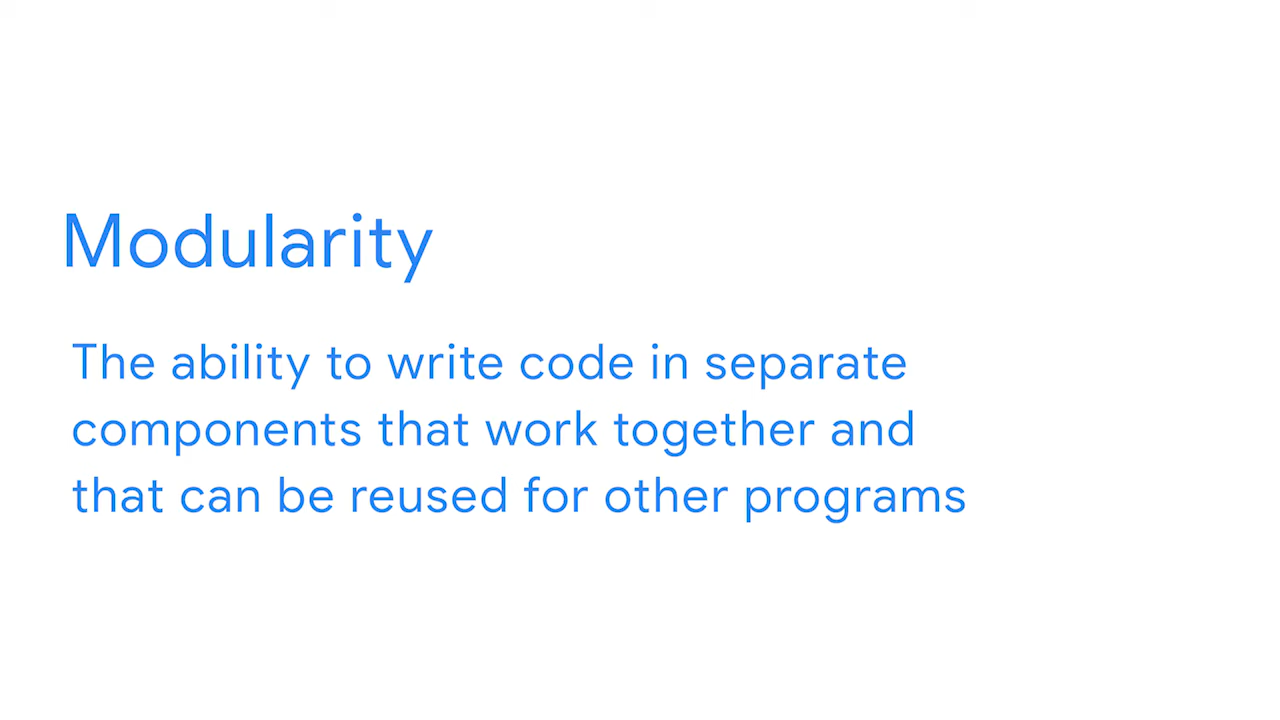 Modularity
The ability to write code in separate
components that work together and
that can be reused for other programs